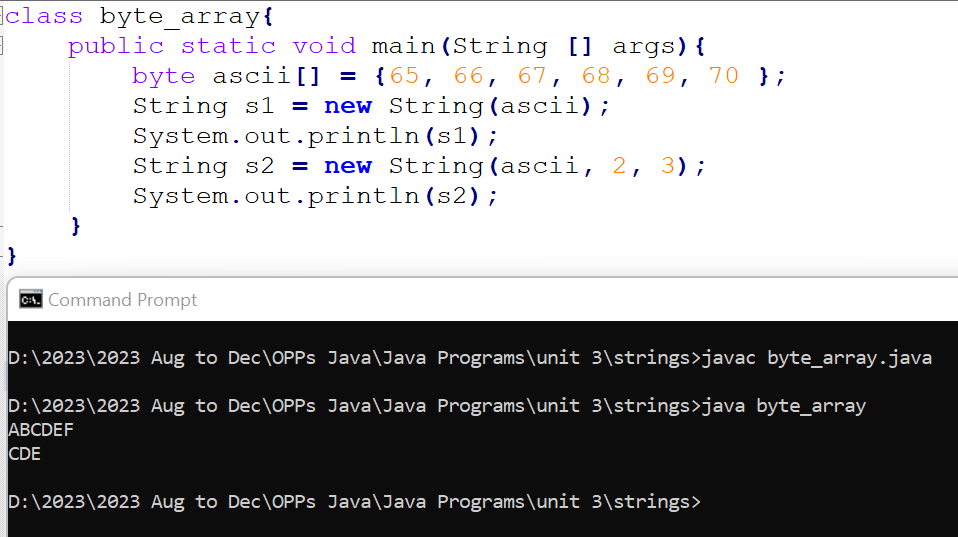 class byte_array{
public static void main(String [] args){
byte ascii[] = {65, 66, 67, 68, 69, 70 };
String s1 = new String(ascii);
System.out.println(s1);
String s2 = new String(ascii, 2, 3);
System.out.println(s2);
}
}
Command Prompt
D:\2023\2023 Aug to Dec\OPPs Java\Java Programs\unit 3\strings>javac byte_array.java
D:\2023\2023 Aug to Dec\OPPs Java\Java Programs\unit 3\strings>java byte_array
ABCDEF
CDE
D:\2023\2023 Aug to Dec\OPPs Java\Java Programs\unit 3\strings>